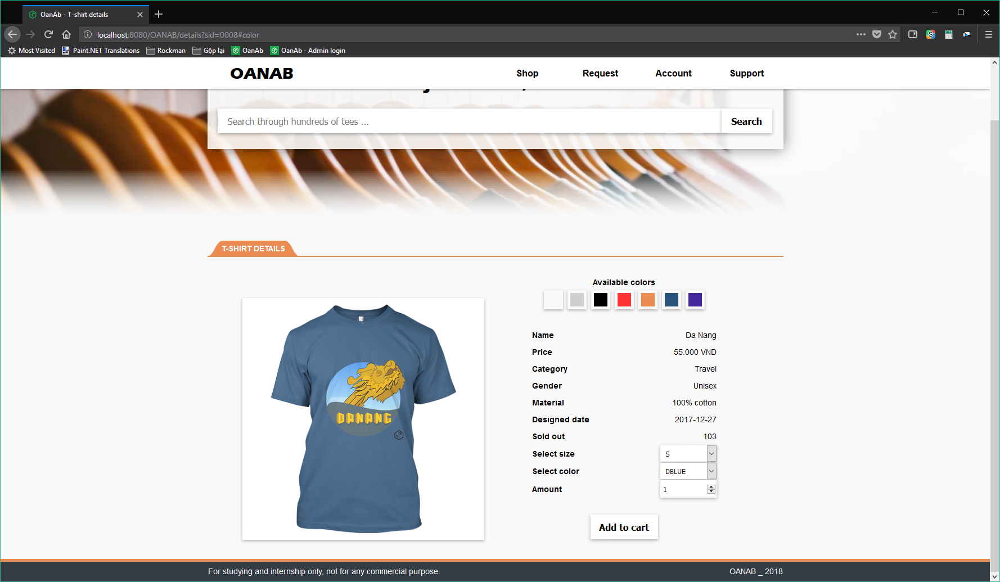 OanAb - T-shirt details
localhost:8080/OANAB/details?sid=0008#color
Most Visited Paint.NET Translations Rockman Gộp lại OanAb OanAb - Admin login
OANAB Shop Request Account Support
Search through hundreds of tees ... Search
T-SHIRT DETAILS
Available colors
DANANG
Name Da Nang
Price 55.000 VND
Category Travel
Gender Unisex
Material 100% cotton
Designed date 2017-12-27
Sold out 103
Select size S
Select color DBLUE
Amount 1
Add to cart
For studying and internship only, not for any commercial purpose. OANAB _ 2018